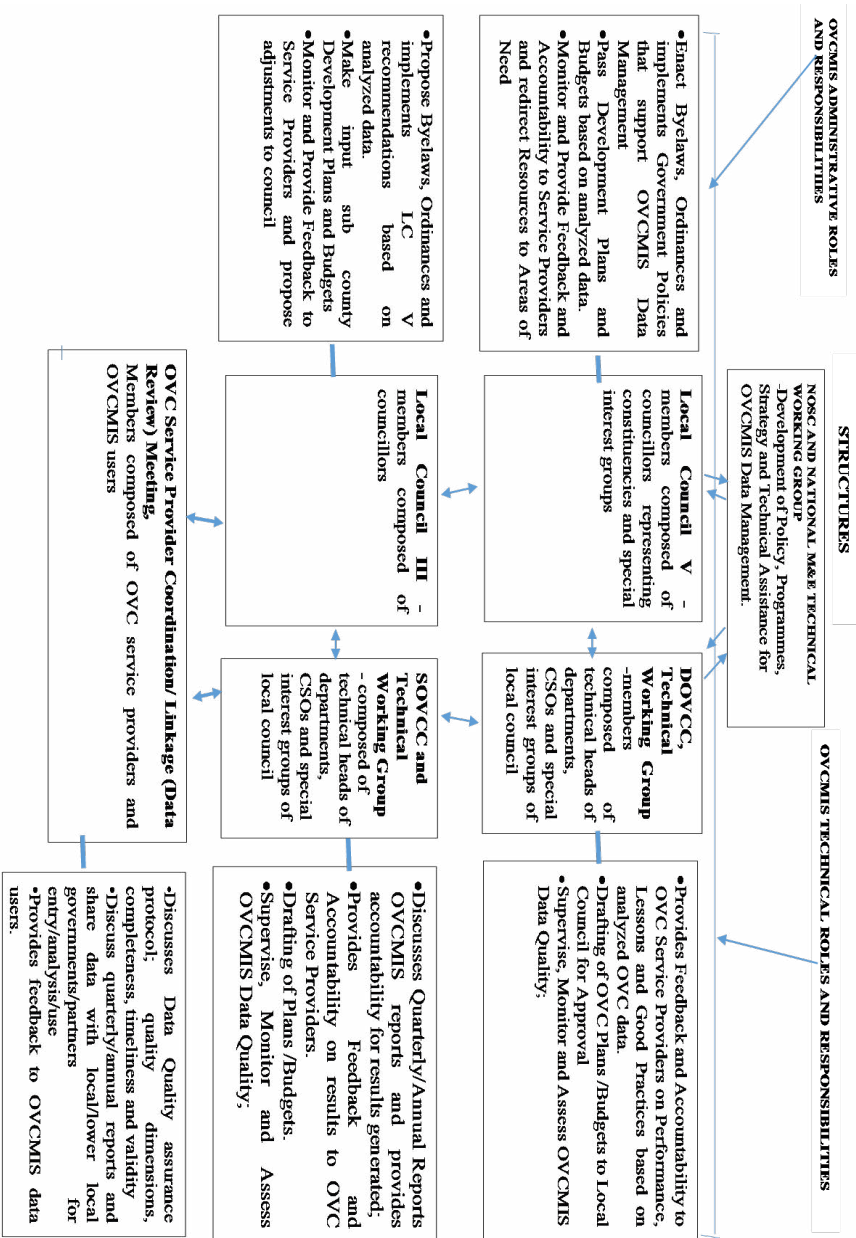 OVCMIS ADMINISTRATIVE ROLES
AND RESPONSIBILITIES
STRUCTURES
OVCMIS TECHNICAL ROLES AND RESPONSIBILITIES
NOSC AND NATIONAL M&E TECHNICAL
WORKING GROUP
-Development of Policy, Programmes,
Strategy and Technical Assistance for
OVCMIS Data Management.
•Enact Byelaws, Ordinances and
implements Government Policies
that support OVCMIS Data
Management
•Pass Development Plans and
Budgets based on analyzed data.
•Monitor and Provide Feedback and
Accountability to Service Providers
and redirect Resources to Areas of
Need
Local Council V -
members composed of
councillors representing
constituencies and special
interest groups
DOVCC,
Technical
Working Group
-members
composed of
technical heads of
departments,
CSOs and special
interest groups of
local council
•Provides Feedback and Accountability to
OVC Service Providers on Performance,
Lessons and Good Practices based on
analyzed OVC data.
•Drafting of OVC Plans /Budgets to Local
Council for Approval
•Supervise, Monitor and Assess OVCMIS
Data Quality;
•Propose Byelaws, Ordinances and
implements LC V
recommendations based on
analyzed data.
•Make input sub county
Development Plans and Budgets
•Monitor and Provide Feedback to
Service Providers and propose
adjustments to council
Local Council III -
members composed of
councillors
SOVCC and
Technical
Working Group
- composed of
technical heads of
departments,
CSOs and special
interest groups of
local council
•Discusses Quarterly/Annual Reports
OVCMIS reports and provides
accountability for results generated;
•Provides Feedback and
Accountability on results to OVC
Service Providers.
•Drafting of Plans /Budgets.
•Supervise, Monitor and Assess
OVCMIS Data Quality;
OVC Service Provider Coordination/ Linkage (Data
Review) Meeting,
Members composed of OVC service providers and
OVCMIS users
•Discusses Data Quality assurance
protocol; quality dimensions,
completeness, timeliness and validity
•Discuss quarterly/annual reports and
share data with local/lower local
governments/partners for
entry/analysis/use
•Provides feedback to OVCMIS data
users.